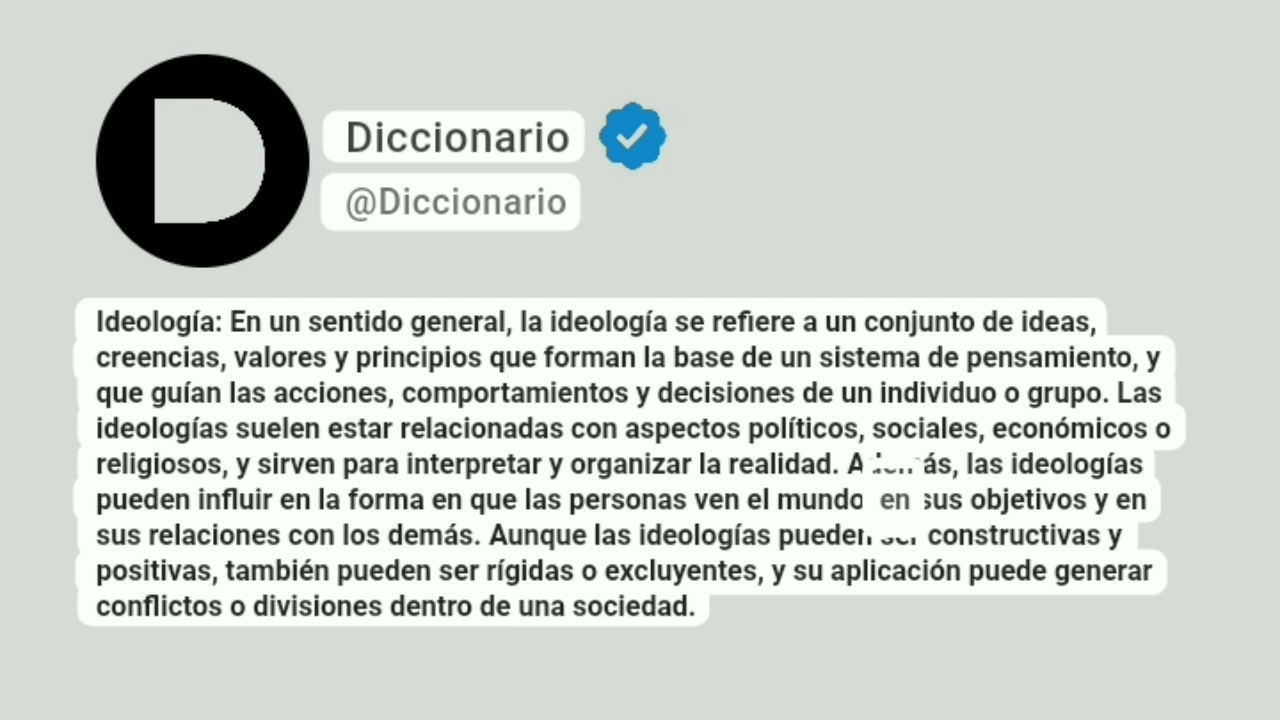 D
Diccionario
@Diccionario
Ideología: En un sentido general, la ideología se refiere a un conjunto de ideas,
creencias, valores y principios que forman la base de un sistema de pensamiento, y
que guían las acciones, comportamientos y decisiones de un individuo o grupo. Las
ideologías suelen estar relacionadas con aspectos políticos, sociales, económicos o
religiosos, y sirven para interpretar y organizar la realidad. Además, las ideologías
pueden influir en la forma en que las personas ven el mundo en sus objetivos y en
sus relaciones con los demás. Aunque las ideologías pueden ser constructivas y
positivas, también pueden ser rígidas o excluyentes, y su aplicación puede generar
conflictos o divisiones dentro de una sociedad.